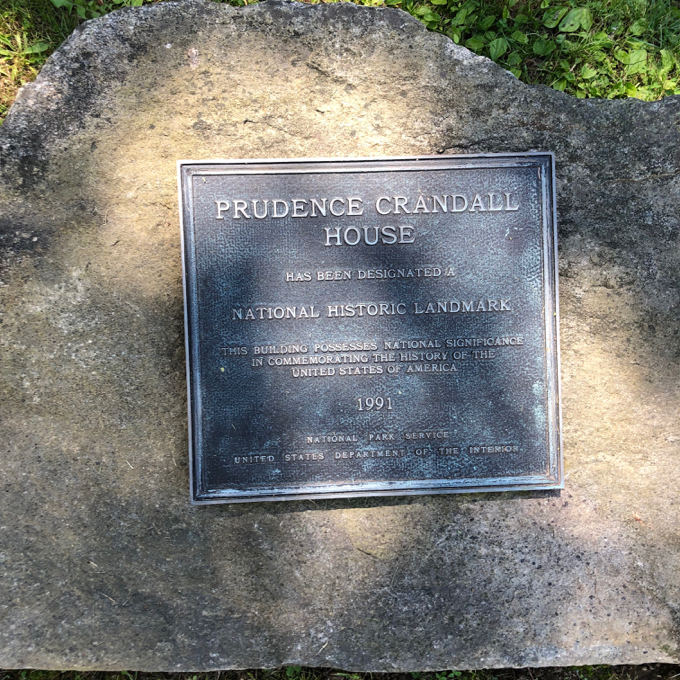 PRUDENCE CRANDALL
HOUSE
HAS BEEN DESIGNATED A
NATIONAL HISTORIC LANDMARK
THIS BUILDING POSSESSES NATIONAL SIGNIFICANCE
IN COMMEMORATING THE HISTORY OF THE
UNITED STATES OF AMERICA
1991
NATIONAL PARK SERVICE
UNITED STATES DEPARTMENT OF THE INTERIOR